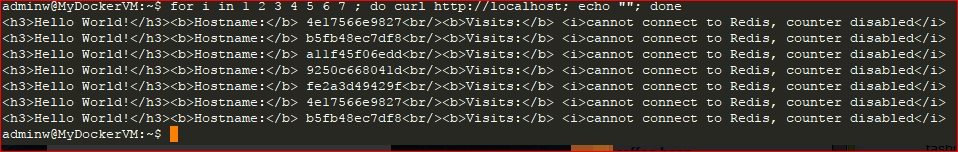 adminw@MyDockerVM:~$ for i in 1 2 3 4 5 6 7 ; do curl http://localhost; echo ""; done
<h3>Hello World!</h3><b>Hostname:</b> 4e17566e9827<br/><b>Visits:</b> <i>cannot connect to Redis, counter disabled</i>
<h3>Hello World!</h3><b>Hostname:</b> b5fb48ec7df8<br/><b>Visits:</b> <i>cannot connect to Redis, counter disabled</i>
<h3>Hello World!</h3><b>Hostname:</b> a11f45f06edd<br/><b>Visits:</b> <i>cannot connect to Redis, counter disabled</i>
<h3>Hello World!</h3><b>Hostname:</b> 9250c668041d<br/><b>Visits:</b> <i>cannot connect to Redis, counter disabled</i>
<h3>Hello World!</h3><b>Hostname:</b> fe2a3d49429f<br/><b>Visits:</b> <i>cannot connect to Redis, counter disabled</i>
<h3>Hello World!</h3><b>Hostname:</b> 4e17566e9827<br/><b>Visits:</b> <i>cannot connect to Redis, counter disabled</i>
<h3>Hello World!</h3><b>Hostname:</b> b5fb48ec7df8<br/><b>Visits:</b> <i>cannot connect to Redis, counter disabled</i>
adminw@MyDockerVM:~$